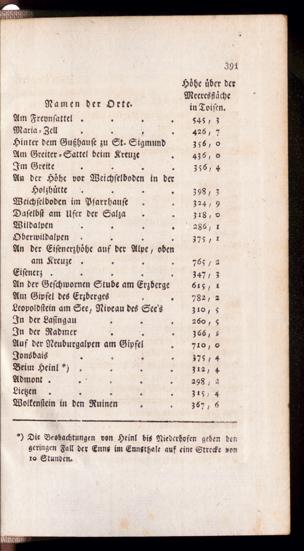 391
Höhe über der
Meeresfläche
Namen der Orte. in Toisen.
Am Freynsattel . . . . 545, 3
Maria-Zell . . . . 426, 7
Hinter dem Gußhause zu St. Sigmund 356, 0
Am Greiter-Sattel beim Kreuze . . 436, 0
Im Greite . . . . 356, 4
An der Höhe vor Weichselboden in der
Holzhütte . . . . 398, 3
Weichselboden im Pfarrhause . . 324, 9
Daselbst am Ufer der Salza . . 318, 0
Wildalpen . . . . 286, 1
Oberwildalpen . . . . 375, 1
An der Eisenerzhöhe auf der Alpe, oben
am Kreuze . . . . 765, 2
Eisenerz . . . . 347, 3
An der Geschwornen Stube am Erzberge 615, 1
Am Gipfel des Erzberges . . 782, 2
Leopoldstein am See, Niveau des See's 310, 5
In der Lassingau . . . 260, 5
In der Radmer . . . 366, 1
Auf der Neuburgalpen am Gipfel . 710, 0
Jonsbais . . . . 375, 4
Beim Heinl *) . . . . 312, 4
Admont . . . . 298, 2
Lietzen . . . . 315, 4
Wolkenstein in den Ruinen . . 367, 6
*) Die Beobachtungen von Heinl bis Niederhofen geben den
geringen Fall der Enns im Ennsthale auf eine Strecke von
10 Stunden.